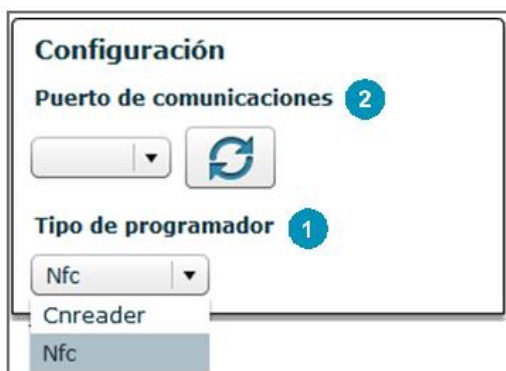 Configuración
Puerto de comunicaciones 2
Tipo de programador 1
Nfc
Cnreader
Nfc